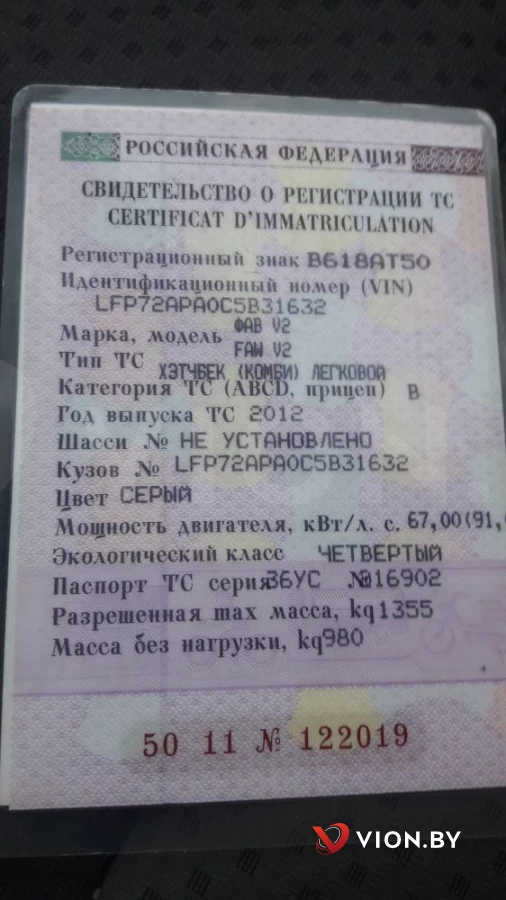 РОССИЙСКАЯ ФЕДЕРАЦИЯ
СВИДЕТЕЛЬСТВО О РЕГИСТРАЦИИ ТС
CERTIFICAT D'IMMATRICULATION
Регистрационный знак В618АТ50
Идентификационный номер (VIN)
LFP72APA0C5B31632
Марка, модель ФАВ V2
FAW V2
Тип ТС ХЭТЧБЕК (КОМБИ) ЛЕГКОВОЙ
Категория ТС (ABCD, прицеп) В
Год выпуска ТС 2012
Шасси № НЕ УСТАНОВЛЕНО
Кузов № LFP72APA0C5B31632
Цвет СЕРЫЙ
Мощность двигателя, кВт/л. с. 67,00(91,
Экологический класс ЧЕТВЕРТЫЙ
Паспорт ТС серия 36УС №
Разрешенная max масса, kg 1355
Масса без нагрузки, kg 980
50 11 № 122019
VION.BY